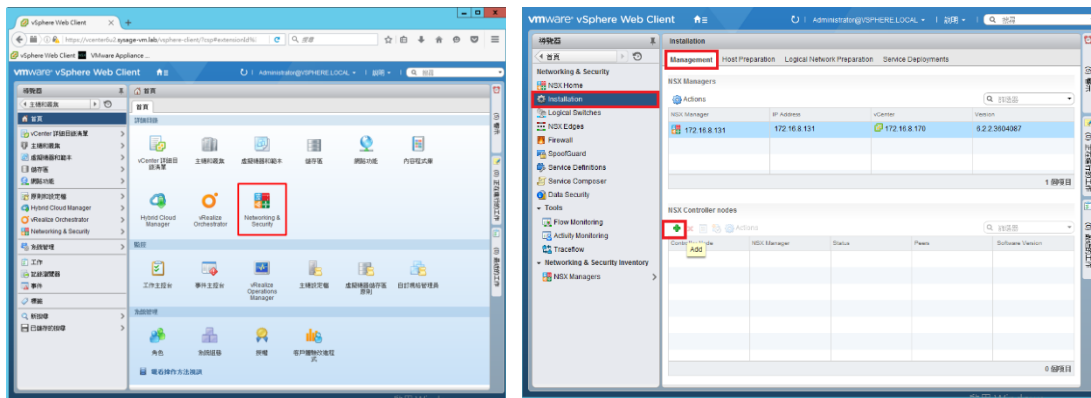 vSphere Web Client
https://vcenter6u2.syage-vm.lab/vsphere-client/?csp#extensionId%
搜尋
vSphere Web Client
VMware Appliance ...
vmware vSphere Web Client
Administrator@VSPHERE.LOCAL
說明
搜尋
導覽器
主機和叢集
首頁
vCenter 詳細目錄清單
主機和叢集
虛擬機器和範本
儲存區
網路功能
原則和設定檔
Hybrid Cloud Manager
vRealize Orchestrator
Networking & Security
系統管理
工作
記錄瀏覽器
事件
標籤
新搜尋
已儲存的搜尋
首頁
首頁
詳細目錄
vCenter 詳細目錄清單
主機和叢集
虛擬機器和範本
儲存區
網路功能
內容程式庫
Hybrid Cloud Manager
vRealize Orchestrator
Networking & Security
監控
工作主控台
事件主控台
vRealize Operations Manager
主機設定檔
虛擬機器儲存區原則
自訂規格管理員
系統管理
角色
系統組態
授權
客戶體驗改進程式
觀看操作方法視訊
vmware vSphere Web Client
Administrator@VSPHERE.LOCAL
說明
搜尋
導覽器
首頁
Networking & Security
NSX Home
Installation
Logical Switches
NSX Edges
Firewall
SpoofGuard
Service Definitions
Service Composer
Data Security
Tools
Flow Monitoring
Activity Monitoring
Traceflow
Networking & Security Inventory
NSX Managers
Installation
Management
Host Preparation
Logical Network Preparation
Service Deployments
NSX Managers
Actions
篩選器
NSX Manager
IP Address
vCenter
Version
172.16.8.131
172.16.8.131
172.16.8.170
6.2.2.3604087
1 個項目
NSX Controller nodes
Actions
篩選器
Controller Node
NSX Manager
Status
Peers
Software Version
Add
0 個項目